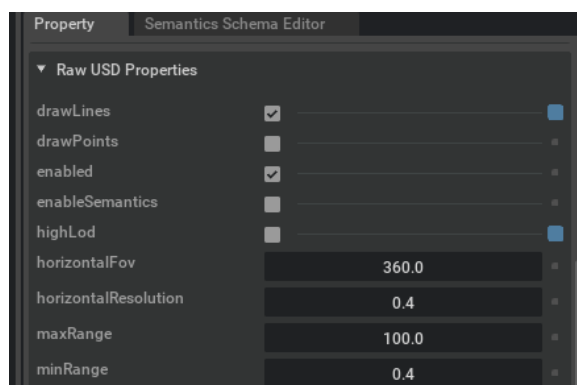 Property Semantics Schema Editor
Raw USD Properties
drawLines
drawPoints
enabled
enableSemantics
highLod
horizontalFov 360.0
horizontalResolution 0.4
maxRange 100.0
minRange 0.4